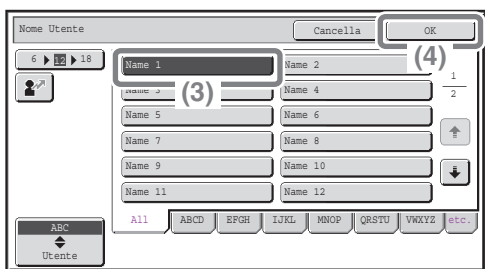 Nome Utente Cancella OK
(4)
6 12 18
Name 1 Name 2
(3)
Name 3 Name 4
1
2
Name 5 Name 6
Name 7 Name 8
Name 9 Name 10
Name 11 Name 12
All ABCD EFGH IJKL MNOP QRSTU VWXYZ etc.
ABC
Utente